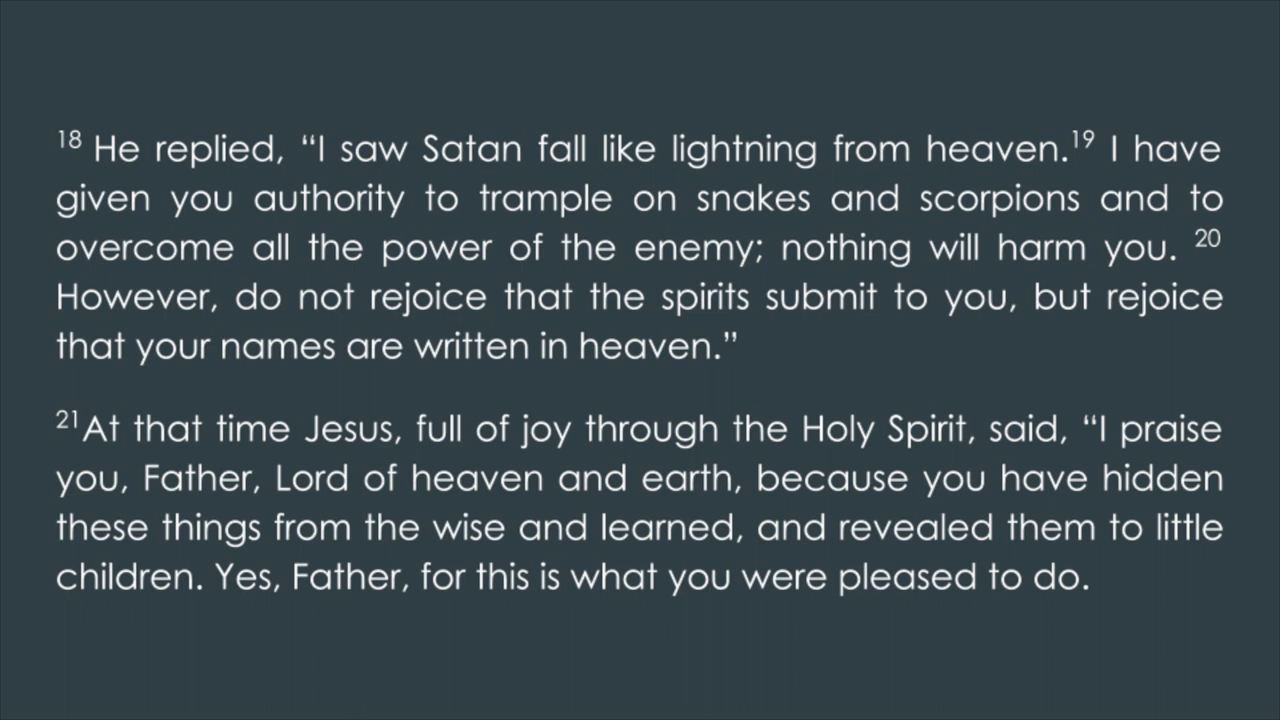 18 He replied, “I saw Satan fall like lightning from heaven.19 I have
given you authority to trample on snakes and scorpions and to
overcome all the power of the enemy; nothing will harm you. 20
However, do not rejoice that the spirits submit to you, but rejoice
that your names are written in heaven.”
21At that time Jesus, full of joy through the Holy Spirit, said, “I praise
you, Father, Lord of heaven and earth, because you have hidden
these things from the wise and learned, and revealed them to little
children. Yes, Father, for this is what you were pleased to do.